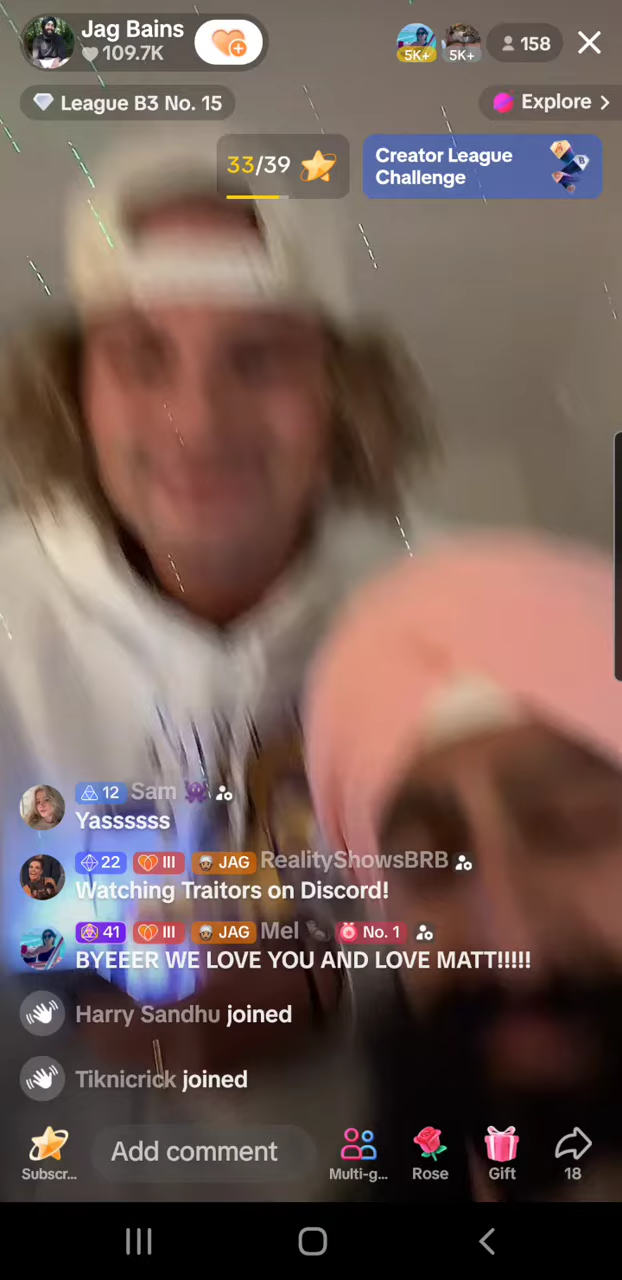 Jag Bains
109.7K
5K+
5K+
158
League B3 No. 15
Explore >
33/39
Creator League
Challenge
12 Sam
Yassssss
22 III JAG RealityShowsBRB
Watching Traitors on Discord!
41 III JAG Mel No. 1
BYEEER WE LOVE YOU AND LOVE MATT!!!!!
Harry Sandhu joined
Tiknicrick joined
Subscr...
Add comment
Multi-g...
Rose
Gift
18